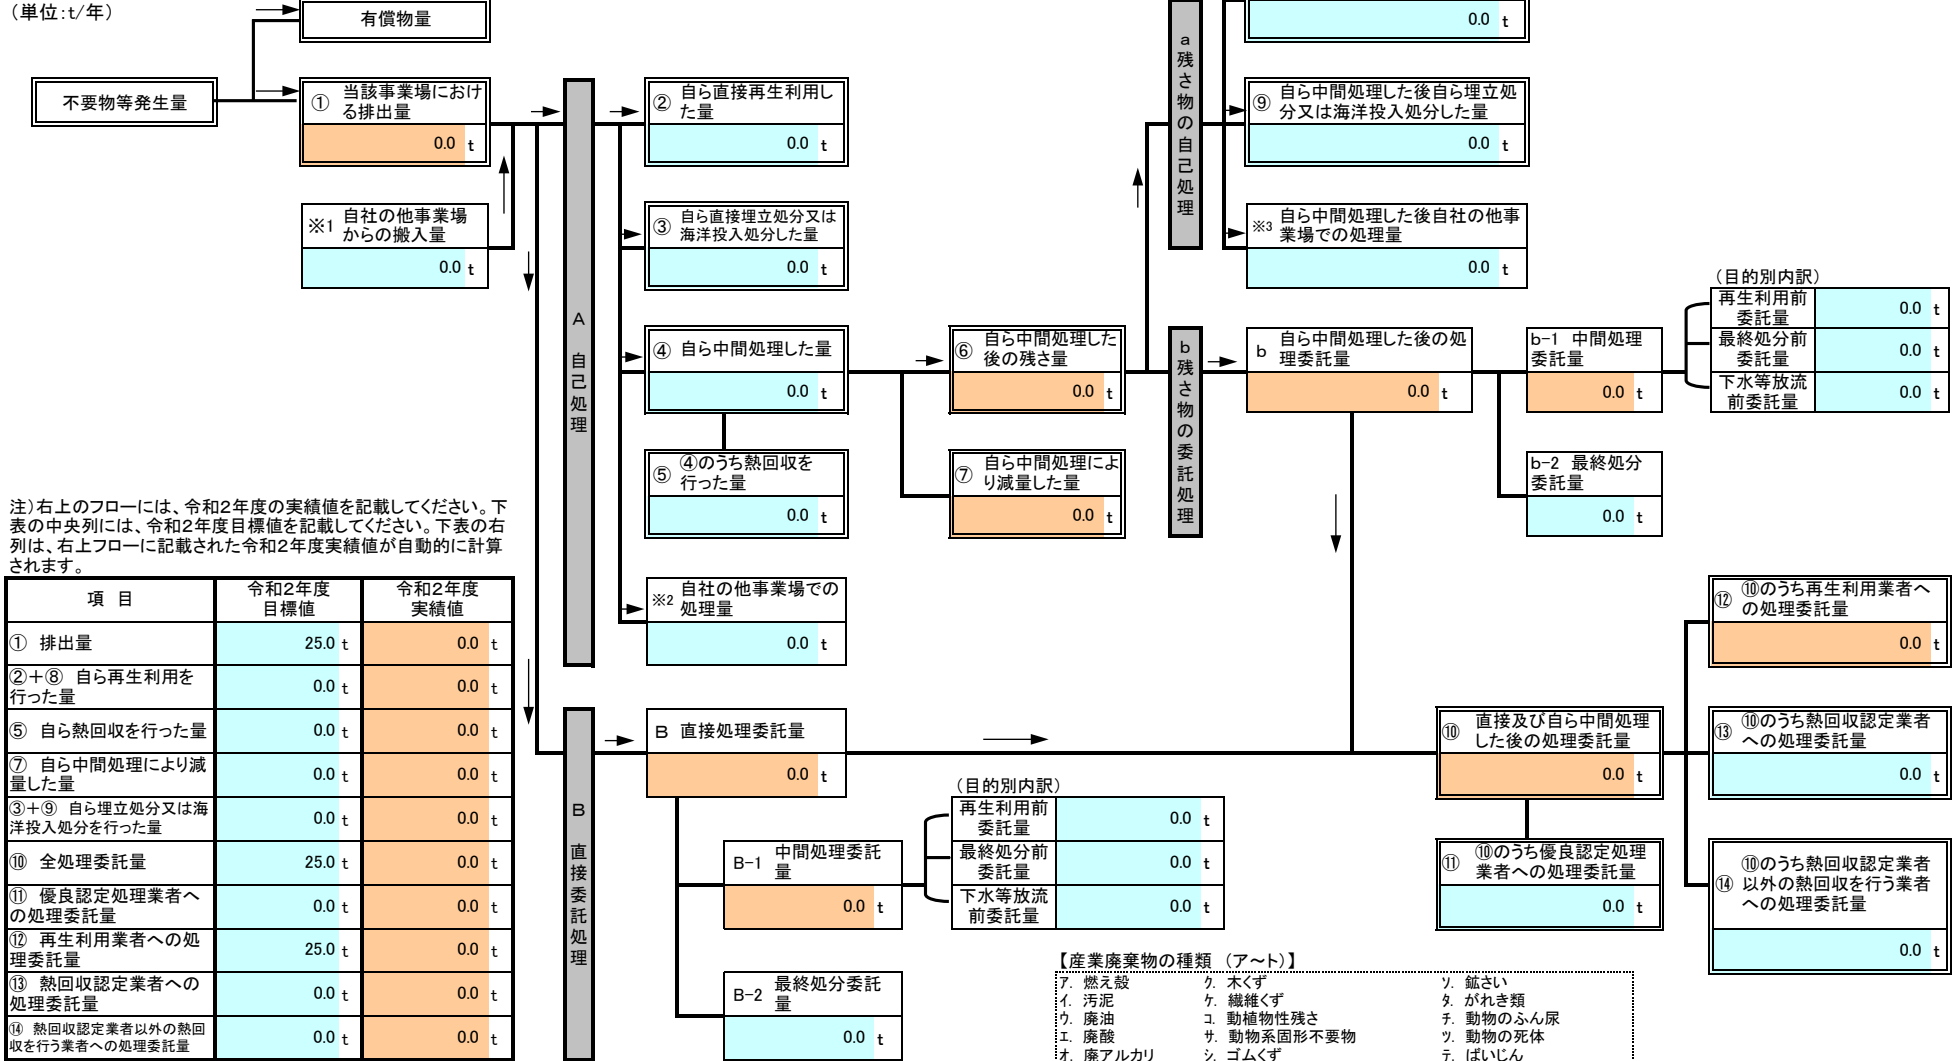 （単位：t/年）
有償物量
不要物等発生量
① 当該事業場におけ
る排出量
0.0 t
※1 自社の他事業場
からの搬入量
0.0 t
A 自己処理
② 自ら直接再生利用し
た量
0.0 t
③ 自ら直接埋立処分又は
海洋投入処分した量
0.0 t
④ 自ら中間処理した量
0.0 t
⑤ ④のうち熱回収を
行った量
0.0 t
※2 自社の他事業場での
処理量
0.0 t
⑥ 自ら中間処理した
後の残さ量
0.0 t
⑦ 自ら中間処理によ
り減量した量
0.0 t
a 残さ物の自己処理
0.0 t
⑨ 自ら中間処理した後自ら埋立処
分又は海洋投入処分した量
0.0 t
※3 自ら中間処理した後自社の他事
業場での処理量
0.0 t
b 残さ物の委託処理
b 自ら中間処理した後の処
理委託量
0.0 t
b-1 中間処理
委託量
0.0 t
b-2 最終処分
委託量
0.0 t
（目的別内訳）
再生利用前
委託量
0.0 t
最終処分前
委託量
0.0 t
下水等放流
前委託量
0.0 t
注）右上のフローには、令和2年度の実績値を記載してください。下
表の中央列には、令和2年度目標値を記載してください。下表の右
列は、右上フローに記載された令和2年度実績値が自動的に計算
されます。
項 目
令和2年度
目標値
令和2年度
実績値
① 排出量 25.0 t 0.0 t
②＋⑧ 自ら再生利用を
行った量 0.0 t 0.0 t
⑤ 自ら熱回収を行った量 0.0 t 0.0 t
⑦ 自ら中間処理により減
量した量 0.0 t 0.0 t
③＋⑨ 自ら埋立処分又は海
洋投入処分を行った量 0.0 t 0.0 t
⑩ 全処理委託量 25.0 t 0.0 t
⑪ 優良認定処理業者へ
の処理委託量 0.0 t 0.0 t
⑫ 再生利用業者への処
理委託量 25.0 t 0.0 t
⑬ 熱回収認定業者への
処理委託量 0.0 t 0.0 t
⑭ 熱回収認定業者以外の熱回
収を行う業者への処理委託量 0.0 t 0.0 t
B 直接委託処理
B 直接処理委託量
0.0 t
B-1 中間処理委託
量
0.0 t
B-2 最終処分委託
量
0.0 t
（目的別内訳）
再生利用前
委託量
0.0 t
最終処分前
委託量
0.0 t
下水等放流
前委託量
0.0 t
⑩ 直接及び自ら中間処理
した後の処理委託量
0.0 t
⑪ ⑩のうち優良認定処理
業者への処理委託量
0.0 t
⑫ ⑩のうち再生利用業者へ
の処理委託量
0.0 t
⑬ ⑩のうち熱回収認定業者
への処理委託量
0.0 t
⑭ ⑩のうち熱回収認定業者
以外の熱回収を行う業者
への処理委託量
0.0 t
【産業廃棄物の種類 （ア～ト）】
ア. 燃え殻 ク. 木くず ソ. 鉱さい
イ. 汚泥 ケ. 繊維くず タ. がれき類
ウ. 廃油 コ. 動植物性残さ チ. 動物のふん尿
エ. 廃酸 サ. 動物系固形不要物 ツ. 動物の死体
オ. 廃アルカリ シ. ゴムくず テ. ばいじん